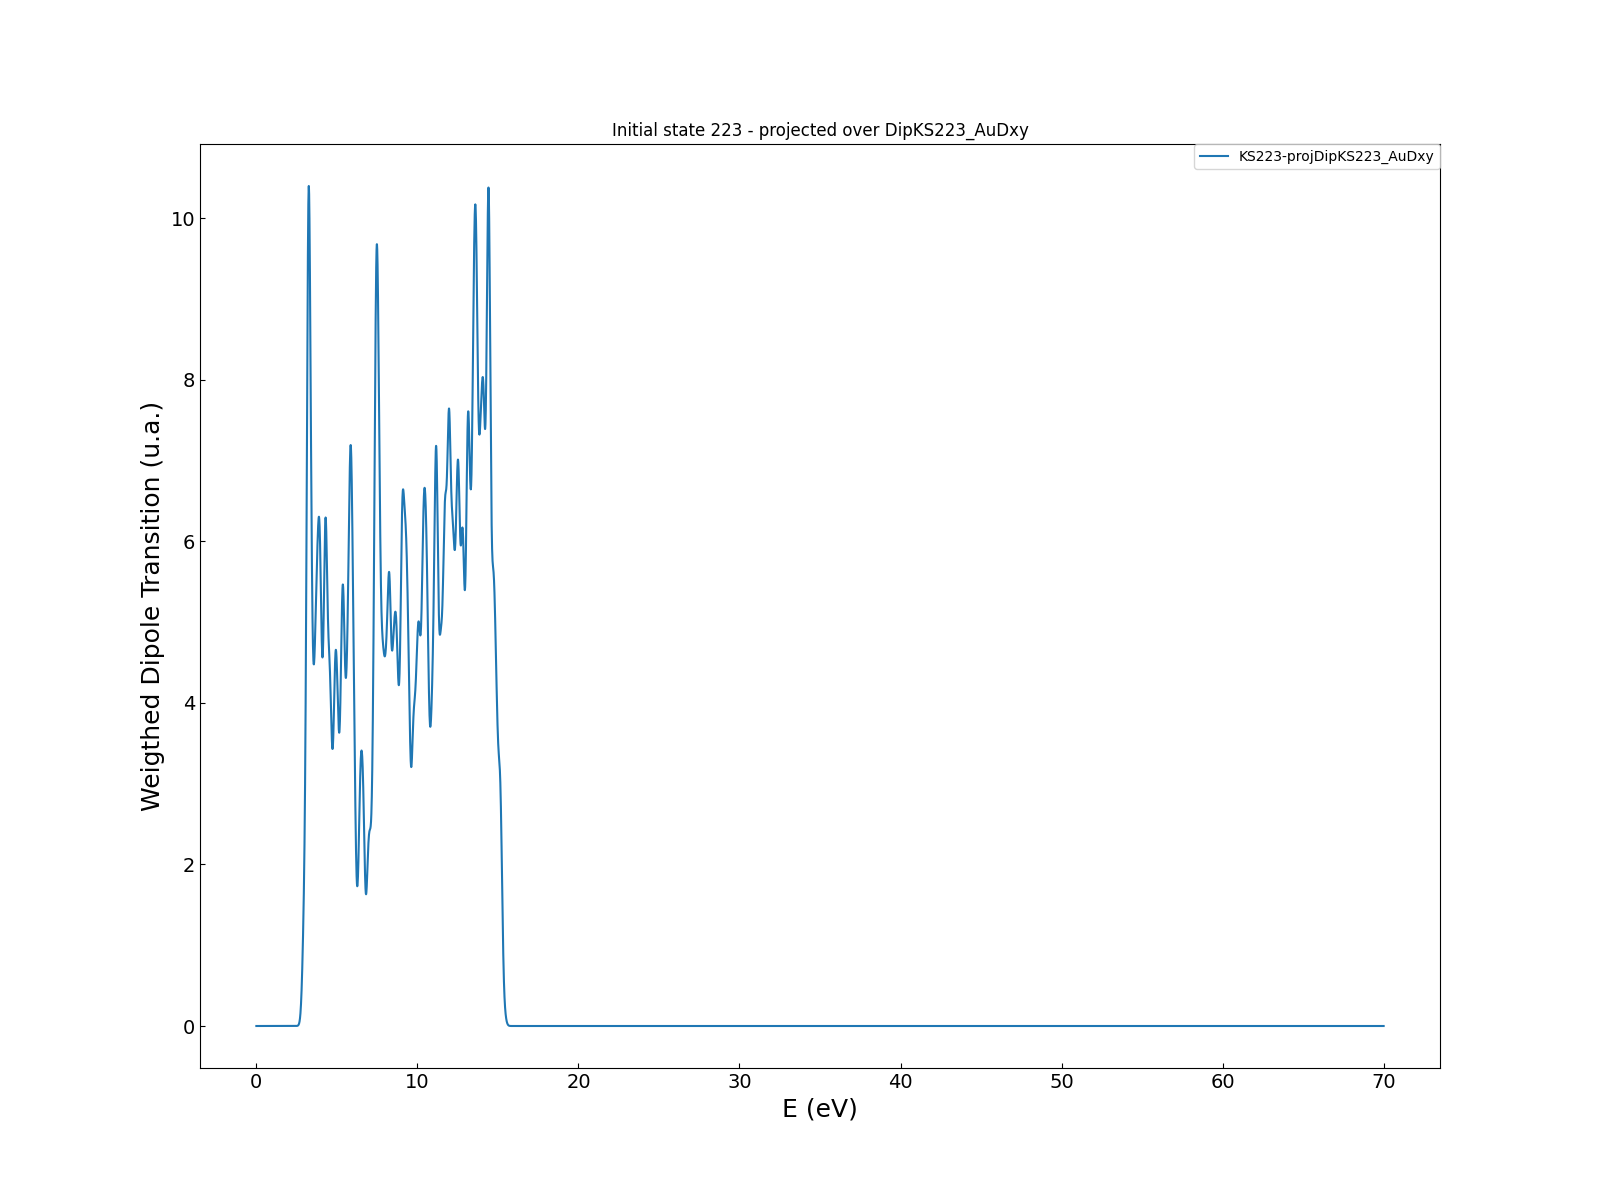 Initial state 223 - projected over DipKS223_AuDxy
KS223-projDipKS223_AuDxy
Weigthed Dipole Transition (u.a.)
10
8
6
4
2
0
0 10 20 30 40 50 60 70
E (eV)